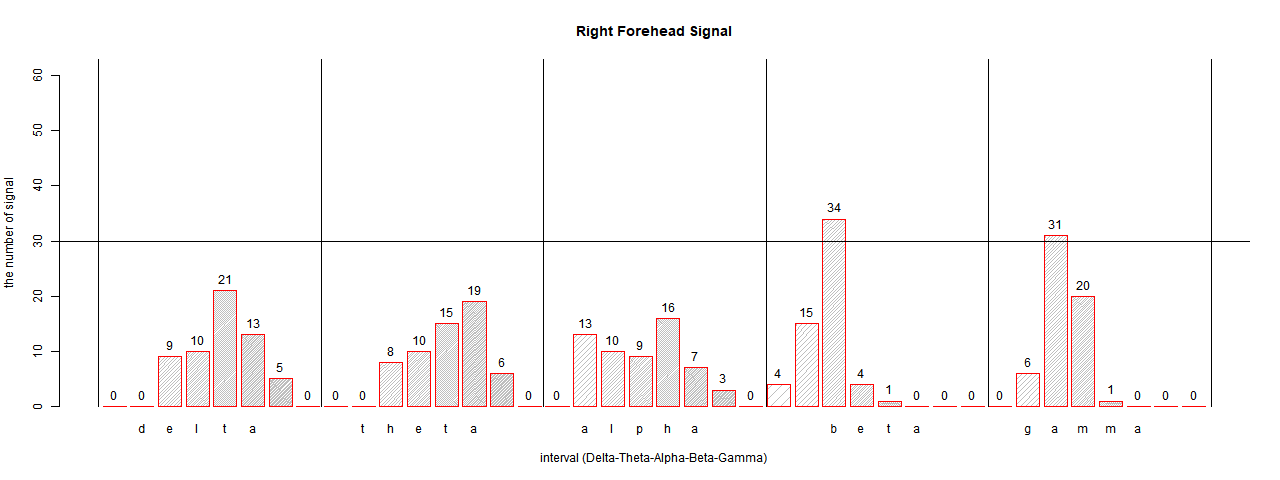 Right Forehead Signal
the number of signal
60
50
40
30
20
10
0
0 0 9 10 21 13 5 0
0 0 8 10 15 19 6 0
0 13 10 9 16 7 3 0
4 15 34 4 1 0 0 0
0 6 31 20 1 0 0 0
d e l t a t h e t a a l p h a b e t a g a m m a
interval (Delta-Theta-Alpha-Beta-Gamma)